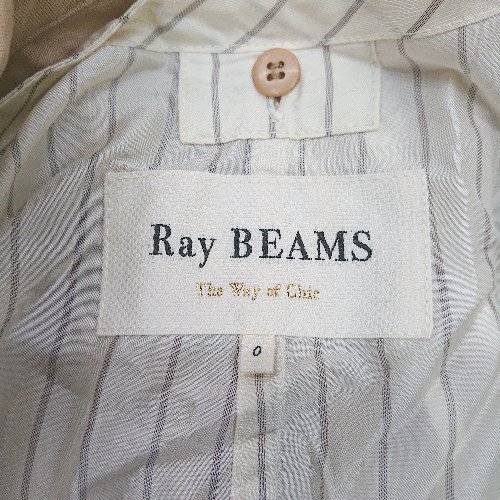 Ray BEAMS
The Way of Chic
0